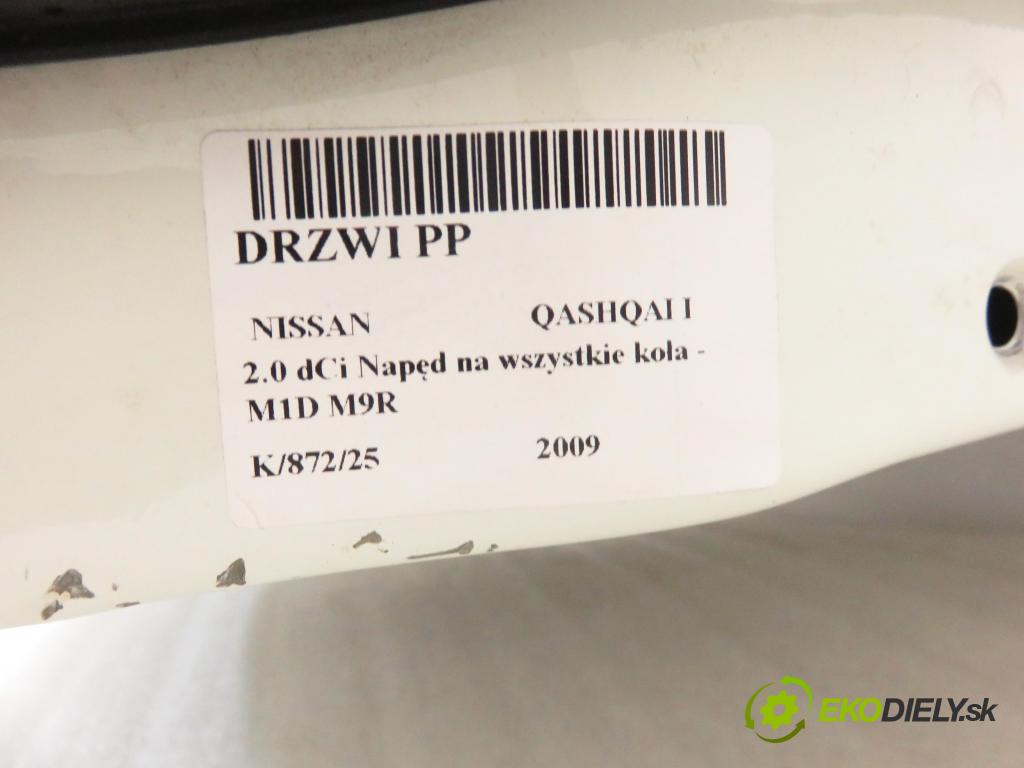 DRZWI PP
NISSAN QASHQAI I
2.0 dCi Napęd na wszystkie koła -
M1D M9R
K/872/25 2009
EKODIELY.sk